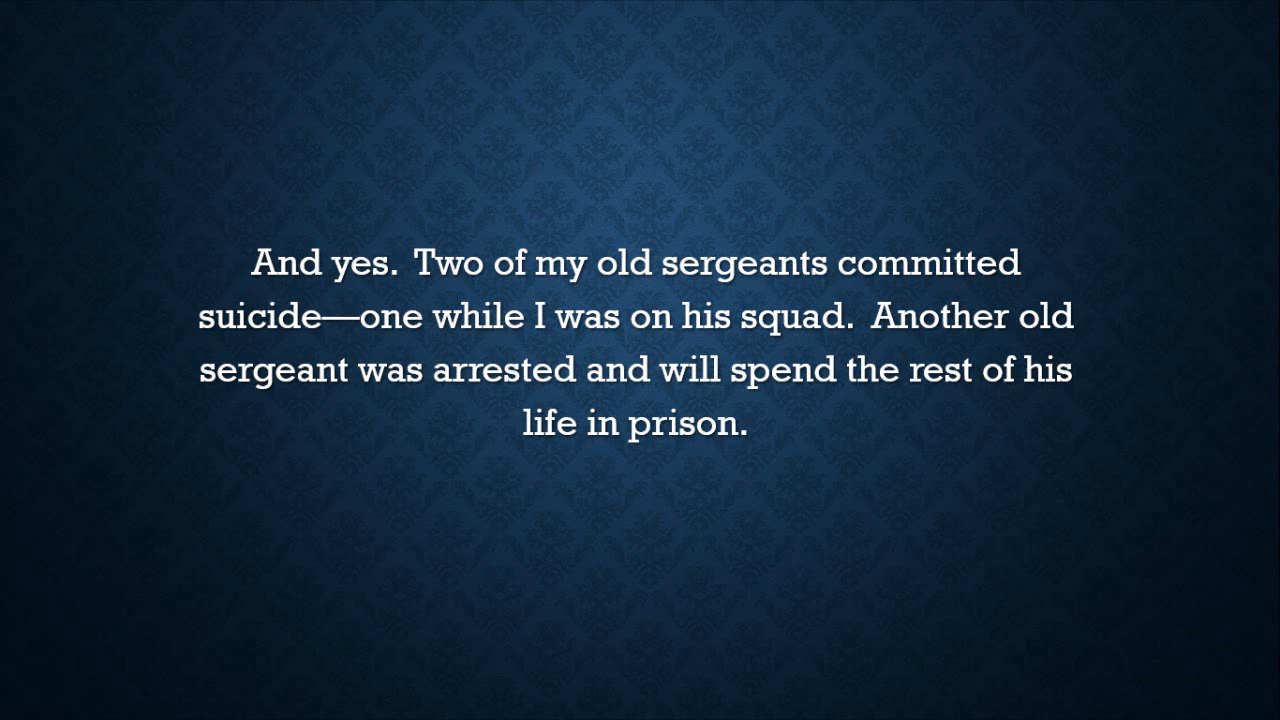 And yes.  Two of my old sergeants committed
suicide—one while I was on his squad.  Another old
sergeant was arrested and will spend the rest of his
life in prison.